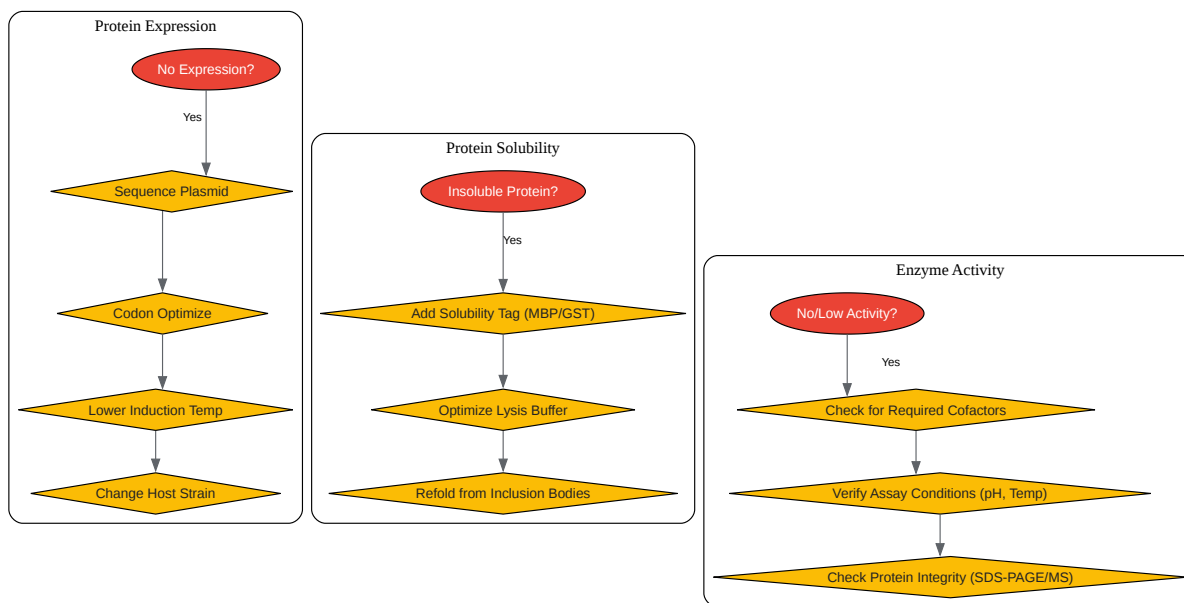 Protein Expression
No Expression?
Yes
Sequence Plasmid
Codon Optimize
Lower Induction Temp
Change Host Strain
Protein Solubility
Insoluble Protein?
Yes
Add Solubility Tag (MBP/GST)
Optimize Lysis Buffer
Refold from Inclusion Bodies
Enzyme Activity
No/Low Activity?
Yes
Check for Required Cofactors
Verify Assay Conditions (pH, Temp)
Check Protein Integrity (SDS-PAGE/MS)